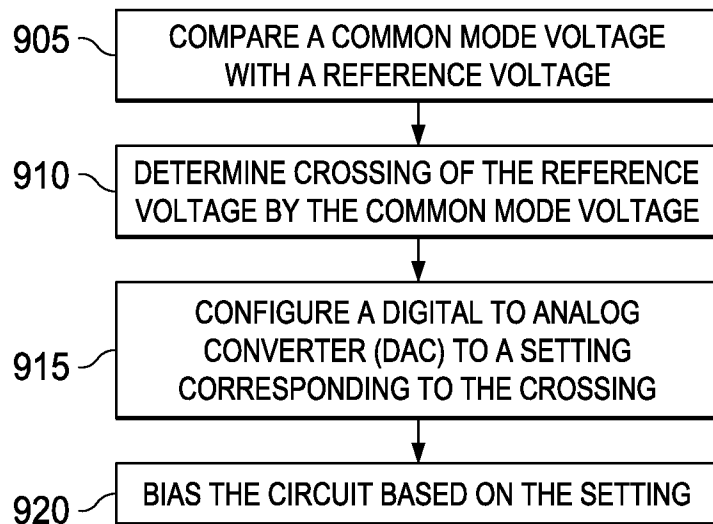 905
COMPARE A COMMON MODE VOLTAGE
WITH A REFERENCE VOLTAGE
910
DETERMINE CROSSING OF THE REFERENCE
VOLTAGE BY THE COMMON MODE VOLTAGE
915
CONFIGURE A DIGITAL TO ANALOG
CONVERTER (DAC) TO A SETTING
CORRESPONDING TO THE CROSSING
920
BIAS THE CIRCUIT BASED ON THE SETTING